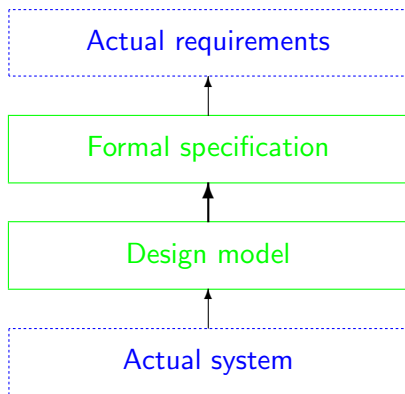 Actual requirements
Formal specification
Design model
Actual system